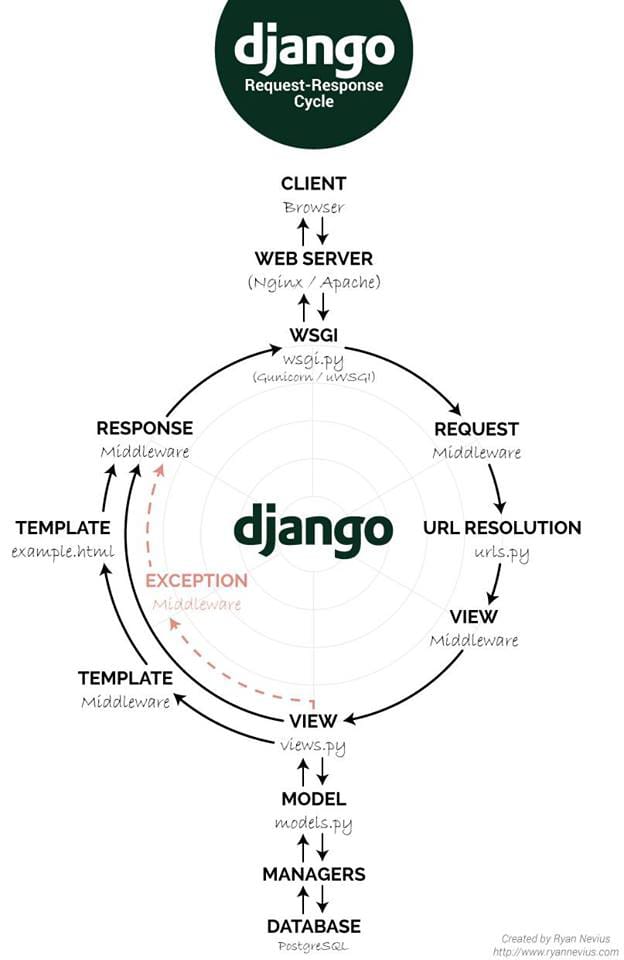 django
Request-Response
Cycle
CLIENT
Browser
WEB SERVER
(Nginx / Apache)
WSGI
wsgi.py
(Gunicorn / uWSGI)
RESPONSE
Middleware
REQUEST
Middleware
TEMPLATE
example.html
django
URL RESOLUTION
urls.py
EXCEPTION
Middleware
VIEW
Middleware
TEMPLATE
Middleware
VIEW
views.py
MODEL
models.py
MANAGERS
DATABASE
PostgreSQL
Created by Ryan Nevius
http://www.ryannevius.com